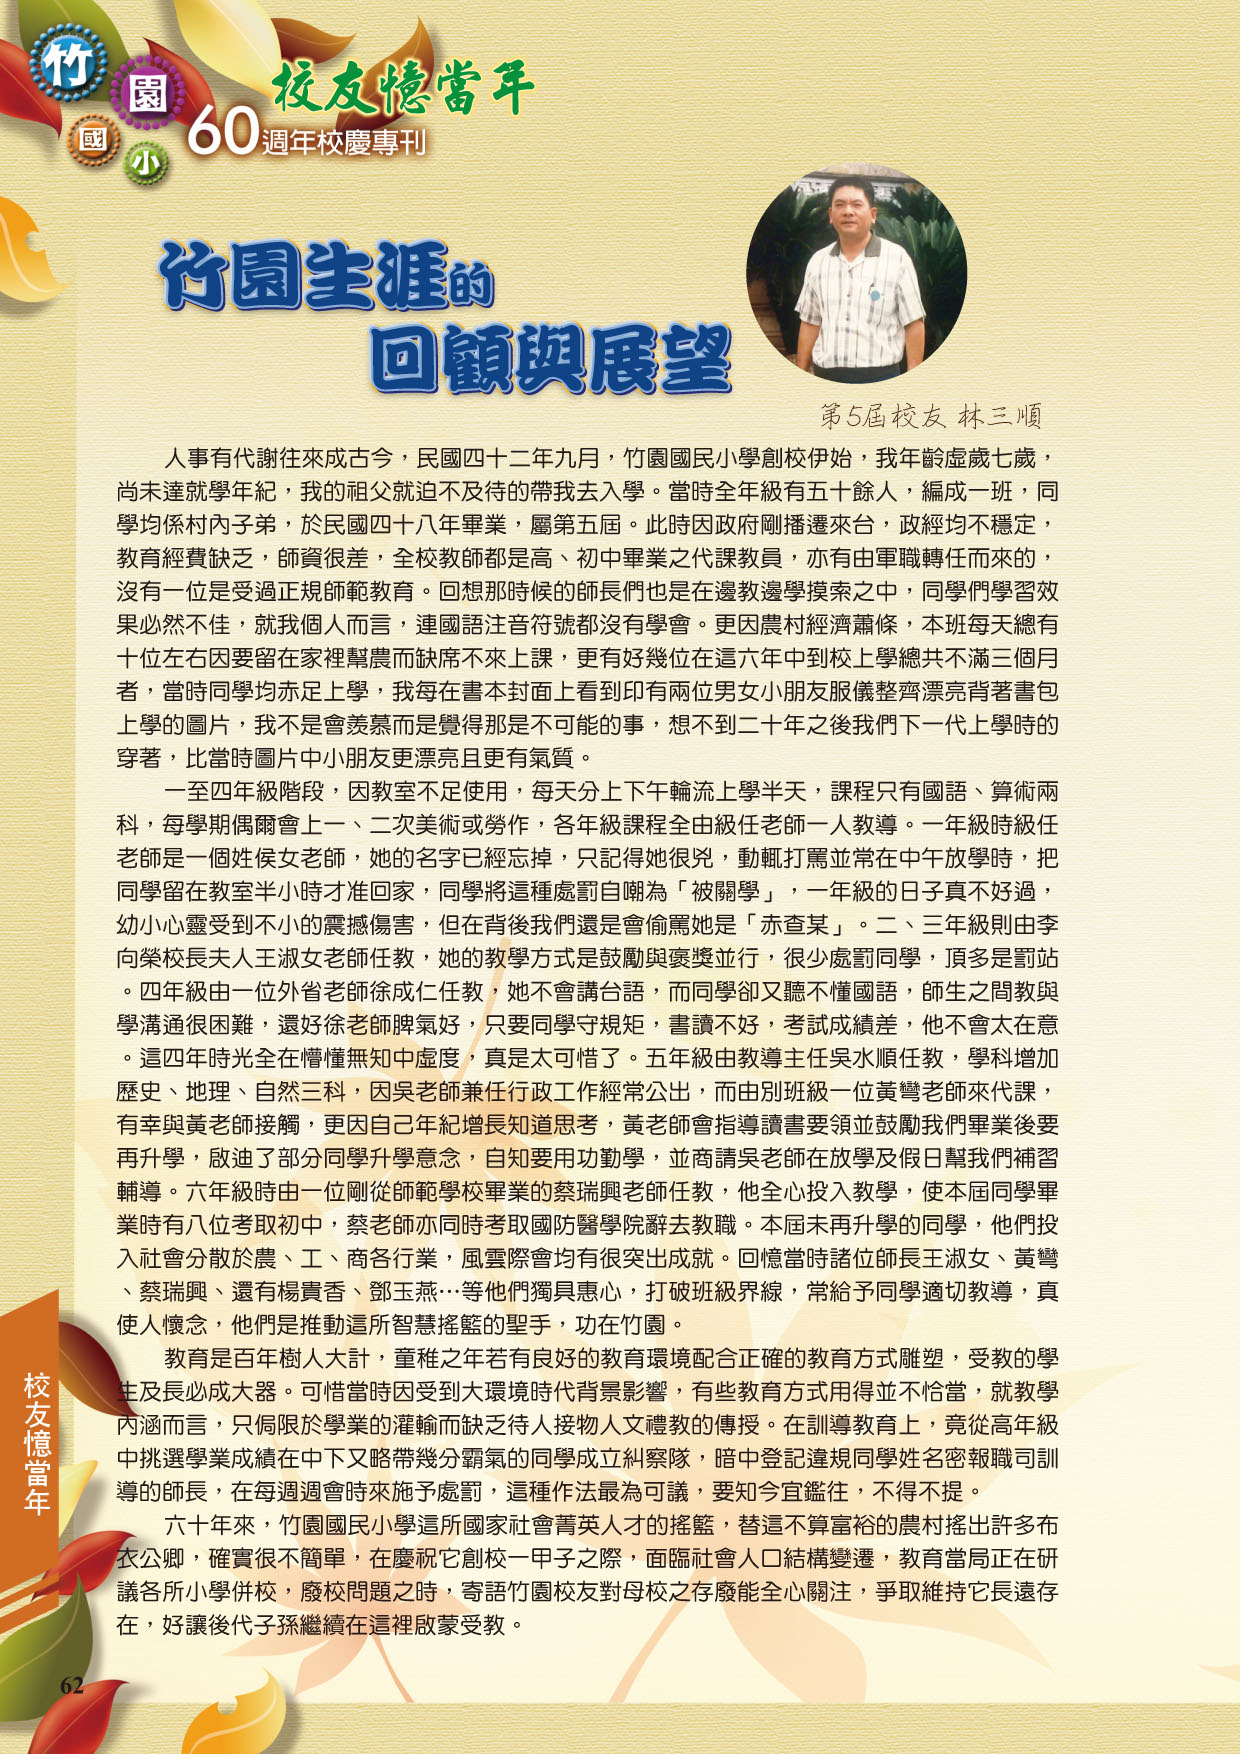 竹
園
國
小
校友憶當年
60週年校慶專刊
竹園生涯的
回顧與展望
第5屆校友 林三順
人事有代謝往來成古今，民國四十二年九月，竹園國民小學創校伊始，我年齡虛歲七歲，
尚未達就學年紀，我的祖父就迫不及待的帶我去入學。當時全年級有五十餘人，編成一班，同
學均係村內子弟，於民國四十八年畢業，屬第五屆。此時因政府剛播遷來台，政經均不穩定，
教育經費缺乏，師資很差，全校教師都是高、初中畢業之代課教員，亦有由軍職轉任而來的，
沒有一位是受過正規師範教育。回想那時候的師長們也是在邊教邊學摸索之中，同學們學習效
果必然不佳，就我個人而言，連國語注音符號都沒有學會。更因農村經濟蕭條，本班每天總有
十位左右因要留在家裡幫農而缺席不來上課，更有好幾位在這六年中到校上學總共不滿三個月
者，當時同學均赤足上學，我每在書本封面上看到印有兩位男女小朋友服儀整齊漂亮背著書包
上學的圖片，我不是會羨慕而是覺得那是不可能的事，想不到二十年之後我們下一代上學時的
穿著，比當時圖片中小朋友更漂亮且更有氣質。
一至四年級階段，因教室不足使用，每天分上下午輪流上學半天，課程只有國語、算術兩
科，每學期偶爾會上一、二次美術或勞作，各年級課程全由級任老師一人教導。一年級時級任
老師是一個姓侯女老師，她的名字已經忘掉，只記得她很兇，動輒打罵並常在中午放學時，把
同學留在教室半小時才准回家，同學將這種處罰自嘲為「被關學」，一年級的日子真不好過，
幼小心靈受到不小的震撼傷害，但在背後我們還是會偷罵她是「赤查某」。二、三年級則由李
向榮校長夫人王淑女老師任教，她的教學方式是鼓勵與褒獎並行，很少處罰同學，頂多是罰站
。四年級由一位外省老師徐成仁任教，她不會講台語，而同學卻又聽不懂國語，師生之間教與
學溝通很困難，還好徐老師脾氣好，只要同學守規矩，書讀不好，考試成績差，他不會太在意
。這四年時光全在懵懂無知中虛度，真是太可惜了。五年級由教導主任吳水順任教，學科增加
歷史、地理、自然三科，因吳老師兼任行政工作經常公出，而由別班級一位黃彎老師來代課，
有幸與黃老師接觸，更因自己年紀增長知道思考，黃老師會指導讀書要領並鼓勵我們畢業後要
再升學，啟迪了部分同學升學意念，自知要用功勤學，並商請吳老師在放學及假日幫我們補習
輔導。六年級時由一位剛從師範學校畢業的蔡瑞興老師任教，他全心投入教學，使本屆同學畢
業時有八位考取初中，蔡老師亦同時考取國防醫學院辭去教職。本屆未再升學的同學，他們投
入社會分散於農、工、商各行業，風雲際會均有很突出成就。回憶當時諸位師長王淑女、黃彎
、蔡瑞興、還有楊貴香、鄧玉燕…等他們獨具惠心，打破班級界線，常給予同學適切教導，真
使人懷念，他們是推動這所智慧搖籃的聖手，功在竹園。
教育是百年樹人大計，童稚之年若有良好的教育環境配合正確的教育方式雕塑，受教的學
生及長必成大器。可惜當時因受到大環境時代背景影響，有些教育方式用得並不恰當，就教學
內涵而言，只侷限於學業的灌輸而缺乏待人接物人文禮教的傳授。在訓導教育上，竟從高年級
中挑選學業成績在中下又略帶幾分霸氣的同學成立糾察隊，暗中登記違規同學姓名密報職司訓
導的師長，在每週週會時來施予處罰，這種作法最為可議，要知今宜鑑往，不得不提。
六十年來，竹園國民小學這所國家社會菁英人才的搖籃，替這不算富裕的農村搖出許多布
衣公卿，確實很不簡單，在慶祝它創校一甲子之際，面臨社會人口結構變遷，教育當局正在研
議各所小學併校，廢校問題之時，寄語竹園校友對母校之存廢能全心關注，爭取維持它長遠存
在，好讓後代子孫繼續在這裡啟蒙受教。
校友憶當年
62